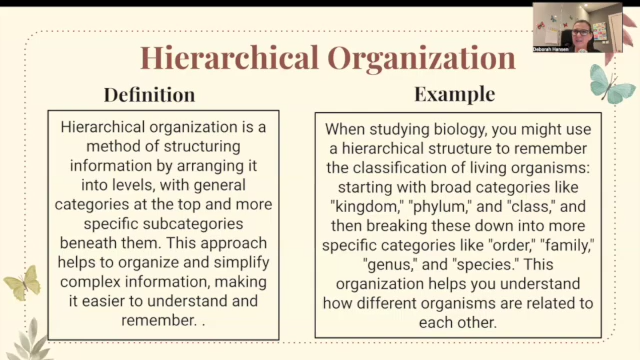 Hierarchical Organization
Definition
Hierarchical organization is a
method of structuring
information by arranging it
into levels, with general
categories at the top and more
specific subcategories
beneath them. This approach
helps to organize and simplify
complex information, making
it easier to understand and
remember. .
Example
When studying biology, you might use
a hierarchical structure to remember
the classification of living organisms:
starting with broad categories like
"kingdom," "phylum," and "class," and
then breaking these down into more
specific categories like "order," "family,"
"genus," and "species." This
organization helps you understand
how different organisms are related to
each other.
Deborah Hansen